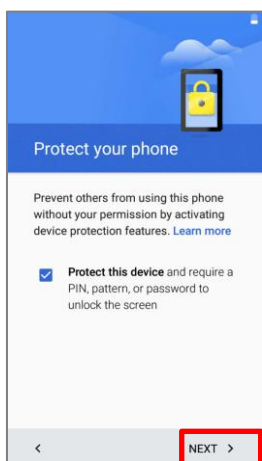 Protect your phone
Prevent others from using this phone
without your permission by activating
device protection features. Learn more
Protect this device and require a
PIN, pattern, or password to
unlock the screen
NEXT